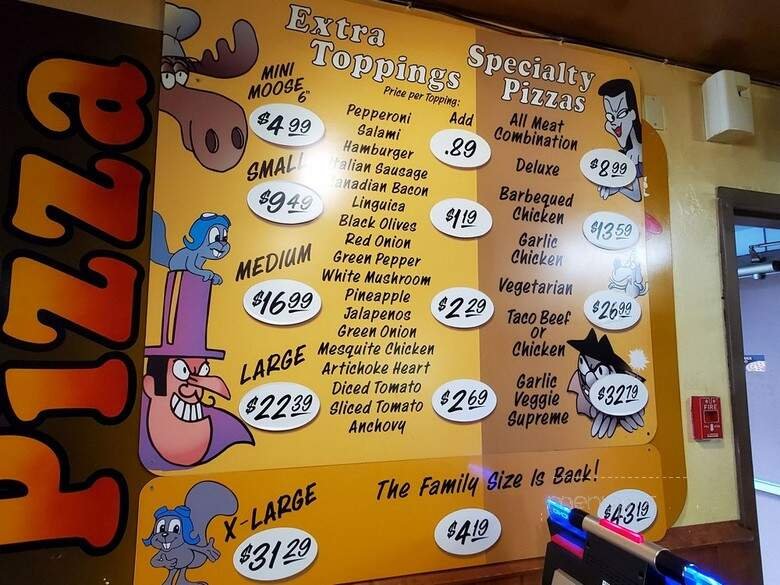 Pizza
Extra
Toppings
Price per Topping:
Specialty
Pizzas
MINI
MOOSE
6"
$4.99
SMALL
$9.49
MEDIUM
$16.99
LARGE
$22.39
Pepperoni
Salami
Hamburger
Italian Sausage
Canadian Bacon
Linguica
Black Olives
Red Onion
Green Pepper
White Mushroom
Pineapple
Jalapenos
Green Onion
Mesquite Chicken
Artichoke Heart
Diced Tomato
Sliced Tomato
Anchovy
Add
.89
$1.19
$2.29
$2.69
All Meat
Combination
Deluxe
Barbequed
Chicken
Garlic
Chicken
Vegetarian
Taco Beef
or
Chicken
Garlic
Veggie
Supreme
$8.99
$13.59
$26.99
$32.79
X-LARGE
$31.29
The Family Size Is Back!
$4.19
$43.19
FIRE